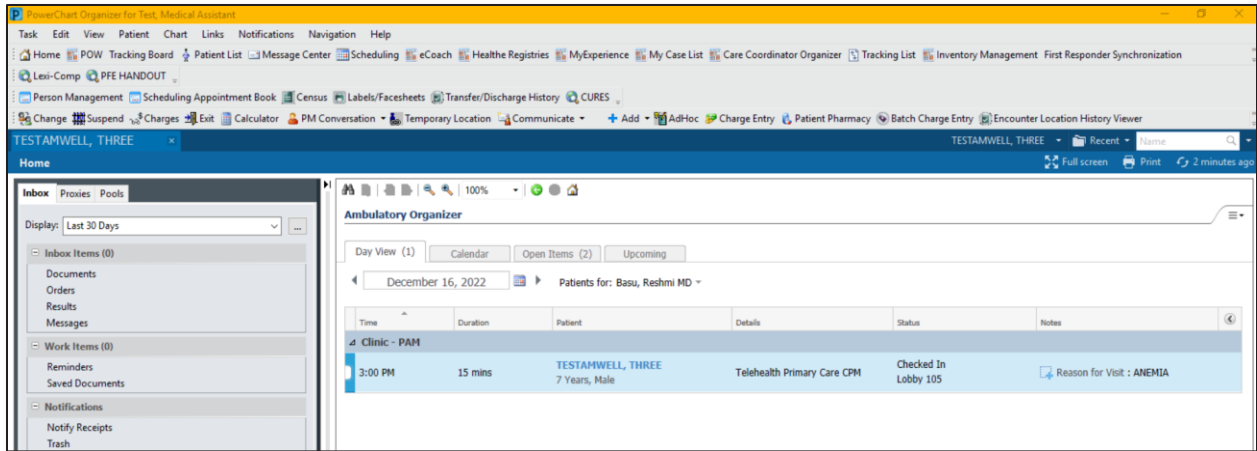 PowerChart Organizer for Test, Medical Assistant
Task Edit View Patient Chart Links Notifications Navigation Help
Home POW Tracking Board Patient List Message Center Scheduling eCoach Healthe Registries MyExperience My Case List Care Coordinator Organizer Tracking List Inventory Management First Responder Synchronization
Lexi-Comp PFE HANDOUT
Person Management Scheduling Appointment Book Census Labels/Facesheets Transfer/Discharge History CURES
Change Suspend Charges Exit Calculator PM Conversation Temporary Location Communicate Add AdHoc Charge Entry Patient Pharmacy Batch Charge Entry Encounter Location History Viewer
TESTAMWELL, THREE × TESTAMWELL, THREE Recent Name
Home Full screen Print 2 minutes ago
Inbox Proxies Pools 100%
Ambulatory Organizer
Display: Last 30 Days ...
Day View (1) Calendar Open Items (2) Upcoming
Inbox Items (0)
Documents
Orders
Results
Messages
December 16, 2022 Patients for: Basu, Reshmi MD
Time Duration Patient Details Status Notes
Work Items (0)
Reminders
Saved Documents
Clinic - PAM
3:00 PM 15 mins TESTAMWELL, THREE Telehealth Primary Care CPM Checked In Reason for Visit : ANEMIA
7 Years, Male Lobby 105
Notifications
Notify Receipts
Trash